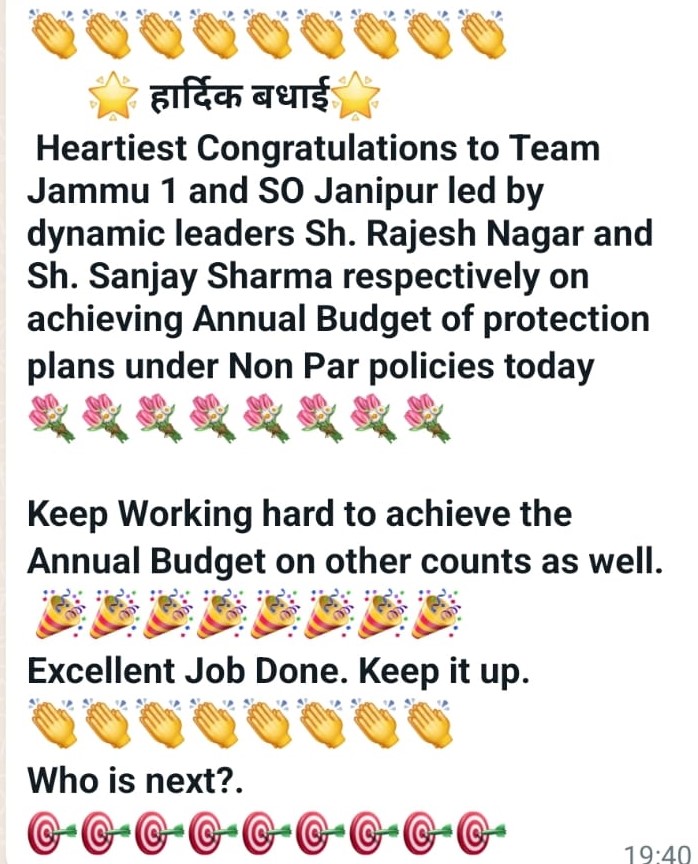 👏👏👏👏👏👏👏👏👏
🌟 हार्दिक बधाई🌟
Heartiest Congratulations to Team
Jammu 1 and SO Janipur led by
dynamic leaders Sh. Rajesh Nagar and
Sh. Sanjay Sharma respectively on
achieving Annual Budget of protection
plans under Non Par policies today
💐💐💐💐💐💐💐💐
Keep Working hard to achieve the
Annual Budget on other counts as well.
🎉🎉🎉🎉🎉🎉🎉🎉
Excellent Job Done. Keep it up.
👏👏👏👏👏👏👏👏
Who is next?.
🎯🎯🎯🎯🎯🎯🎯🎯🎯
19:40